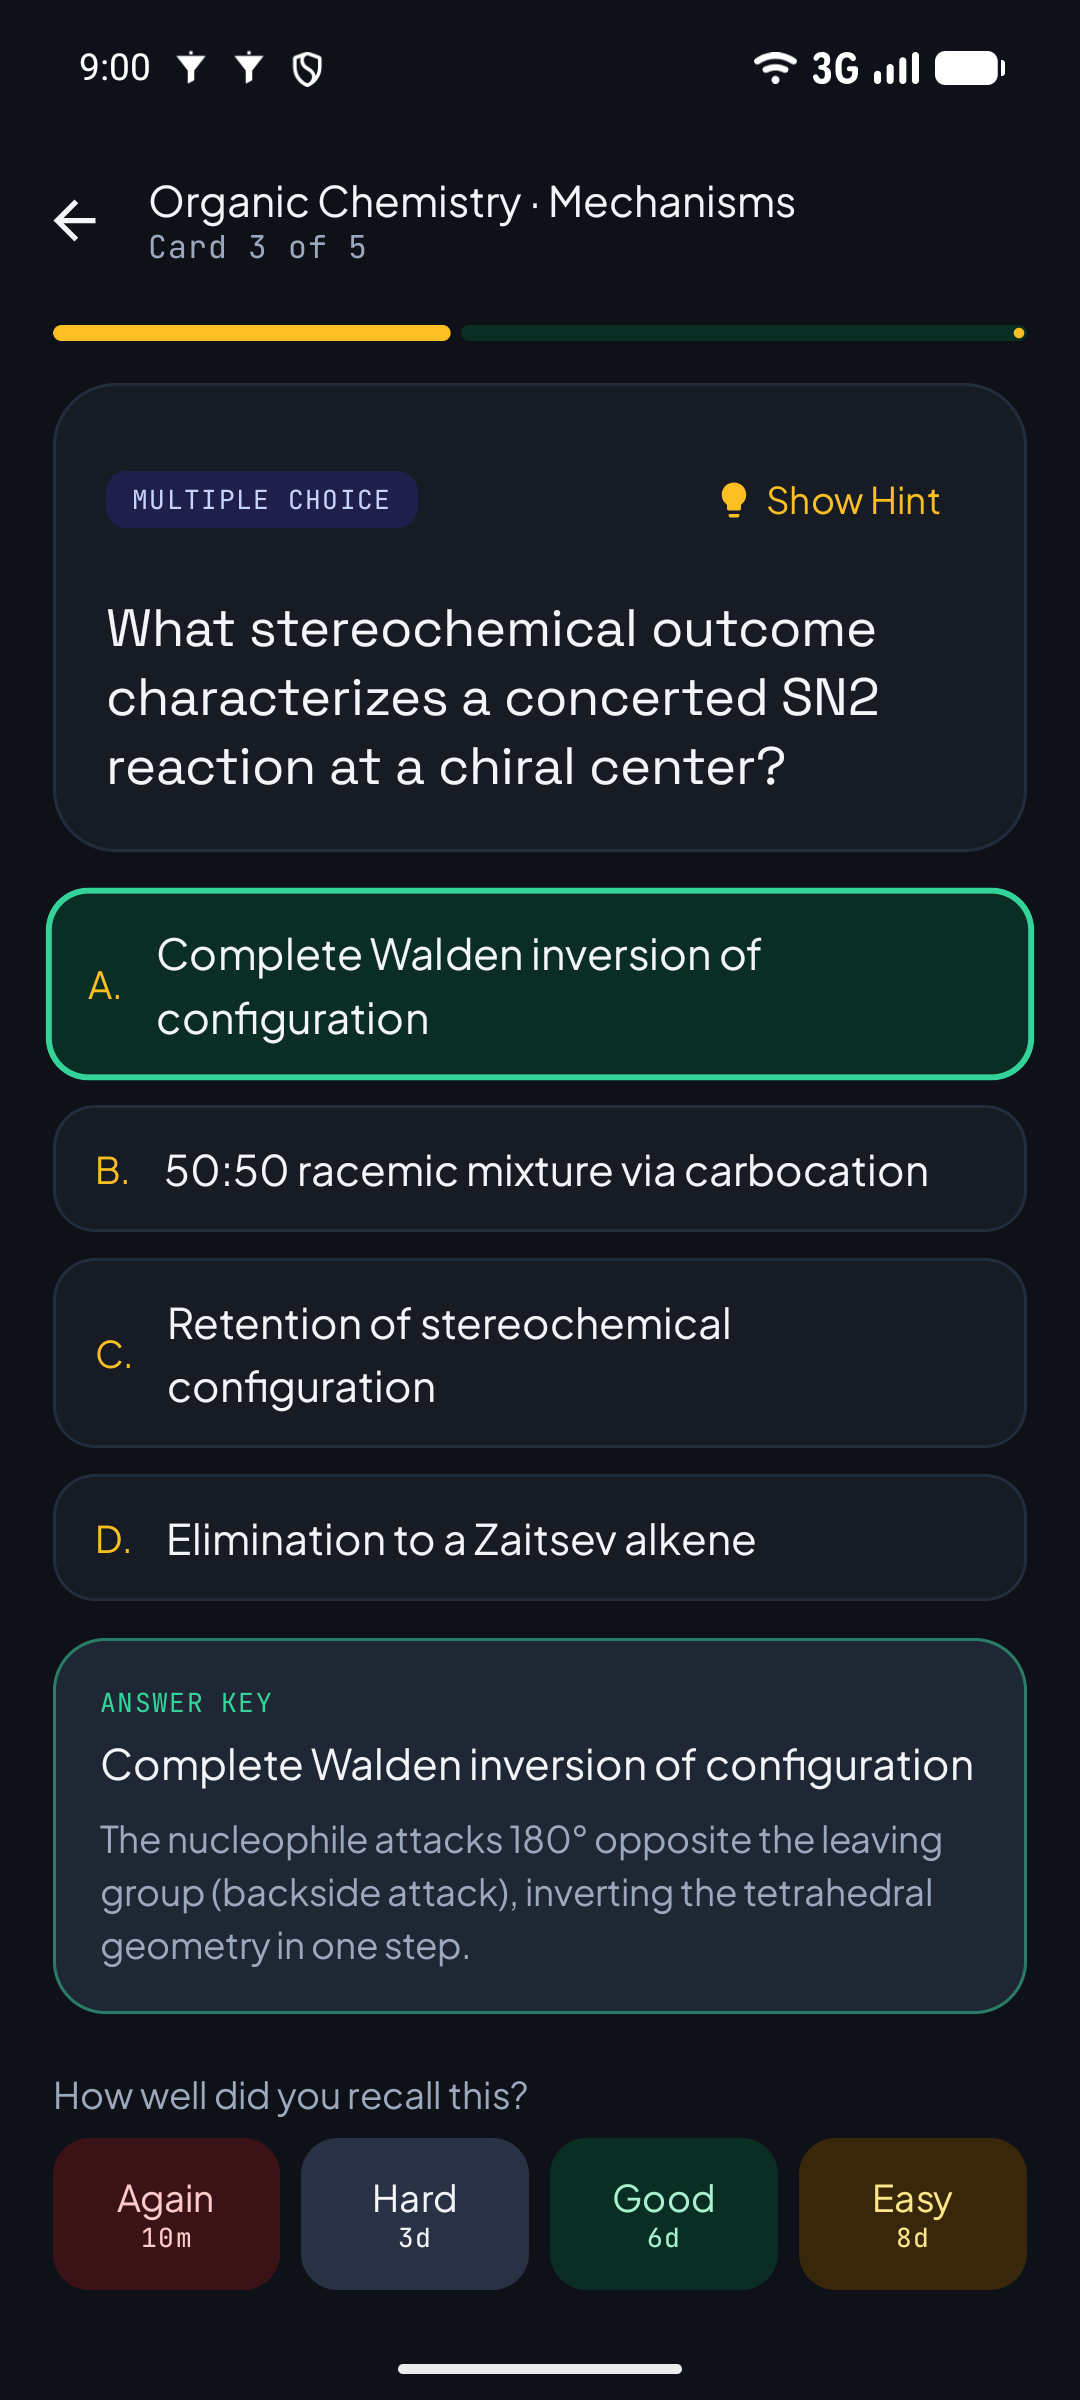 9:00
3G
Organic Chemistry · Mechanisms
Card 3 of 5
MULTIPLE CHOICE
Show Hint
What stereochemical outcome
characterizes a concerted SN2
reaction at a chiral center?
A.
Complete Walden inversion of
configuration
B. 50:50 racemic mixture via carbocation
C.
Retention of stereochemical
configuration
D. Elimination to a Zaitsev alkene
ANSWER KEY
Complete Walden inversion of configuration
The nucleophile attacks 180° opposite the leaving
group (backside attack), inverting the tetrahedral
geometry in one step.
How well did you recall this?
Again
10m
Hard
3d
Good
6d
Easy
8d